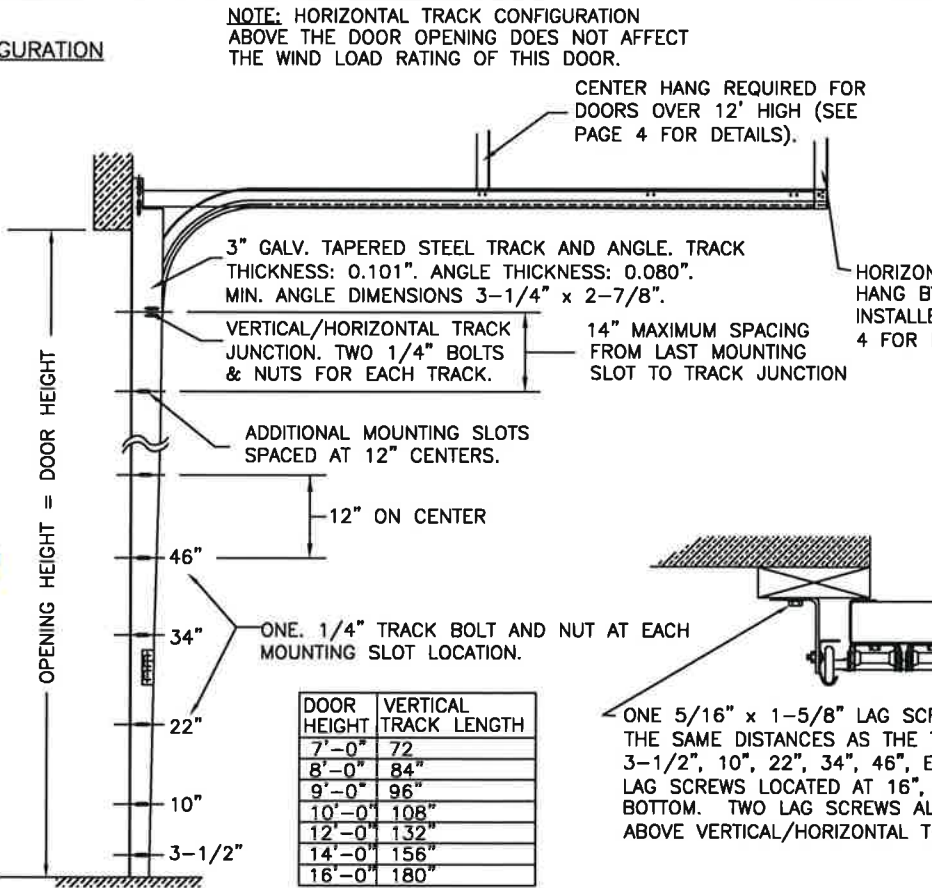 NOTE: HORIZONTAL TRACK CONFIGURATION
ABOVE THE DOOR OPENING DOES NOT AFFECT
THE WIND LOAD RATING OF THIS DOOR.
GURATION
CENTER HANG REQUIRED FOR
DOORS OVER 12' HIGH (SEE
PAGE 4 FOR DETAILS).
3" GALV. TAPERED STEEL TRACK AND ANGLE. TRACK
THICKNESS: 0.101". ANGLE THICKNESS: 0.080".
MIN. ANGLE DIMENSIONS 3-1/4" x 2-7/8".
HORIZON
HANG B
INSTALLE
4 FOR
VERTICAL/HORIZONTAL TRACK
JUNCTION. TWO 1/4" BOLTS
& NUTS FOR EACH TRACK.
14" MAXIMUM SPACING
FROM LAST MOUNTING
SLOT TO TRACK JUNCTION
OPENING HEIGHT = DOOR HEIGHT
ADDITIONAL MOUNTING SLOTS
SPACED AT 12" CENTERS.
12" ON CENTER
46"
34"
ONE. 1/4" TRACK BOLT AND NUT AT EACH
MOUNTING SLOT LOCATION.
22"
10"
3-1/2"
DOOR HEIGHT VERTICAL TRACK LENGTH
7'-0" 72
8'-0" 84"
9'-0" 96"
10'-0" 108"
12'-0" 132"
14'-0" 156"
16'-0" 180"
ONE 5/16" x 1-5/8" LAG SCR
THE SAME DISTANCES AS THE T
3-1/2", 10", 22", 34", 46", E
LAG SCREWS LOCATED AT 16",
BOTTOM. TWO LAG SCREWS AL
ABOVE VERTICAL/HORIZONTAL T